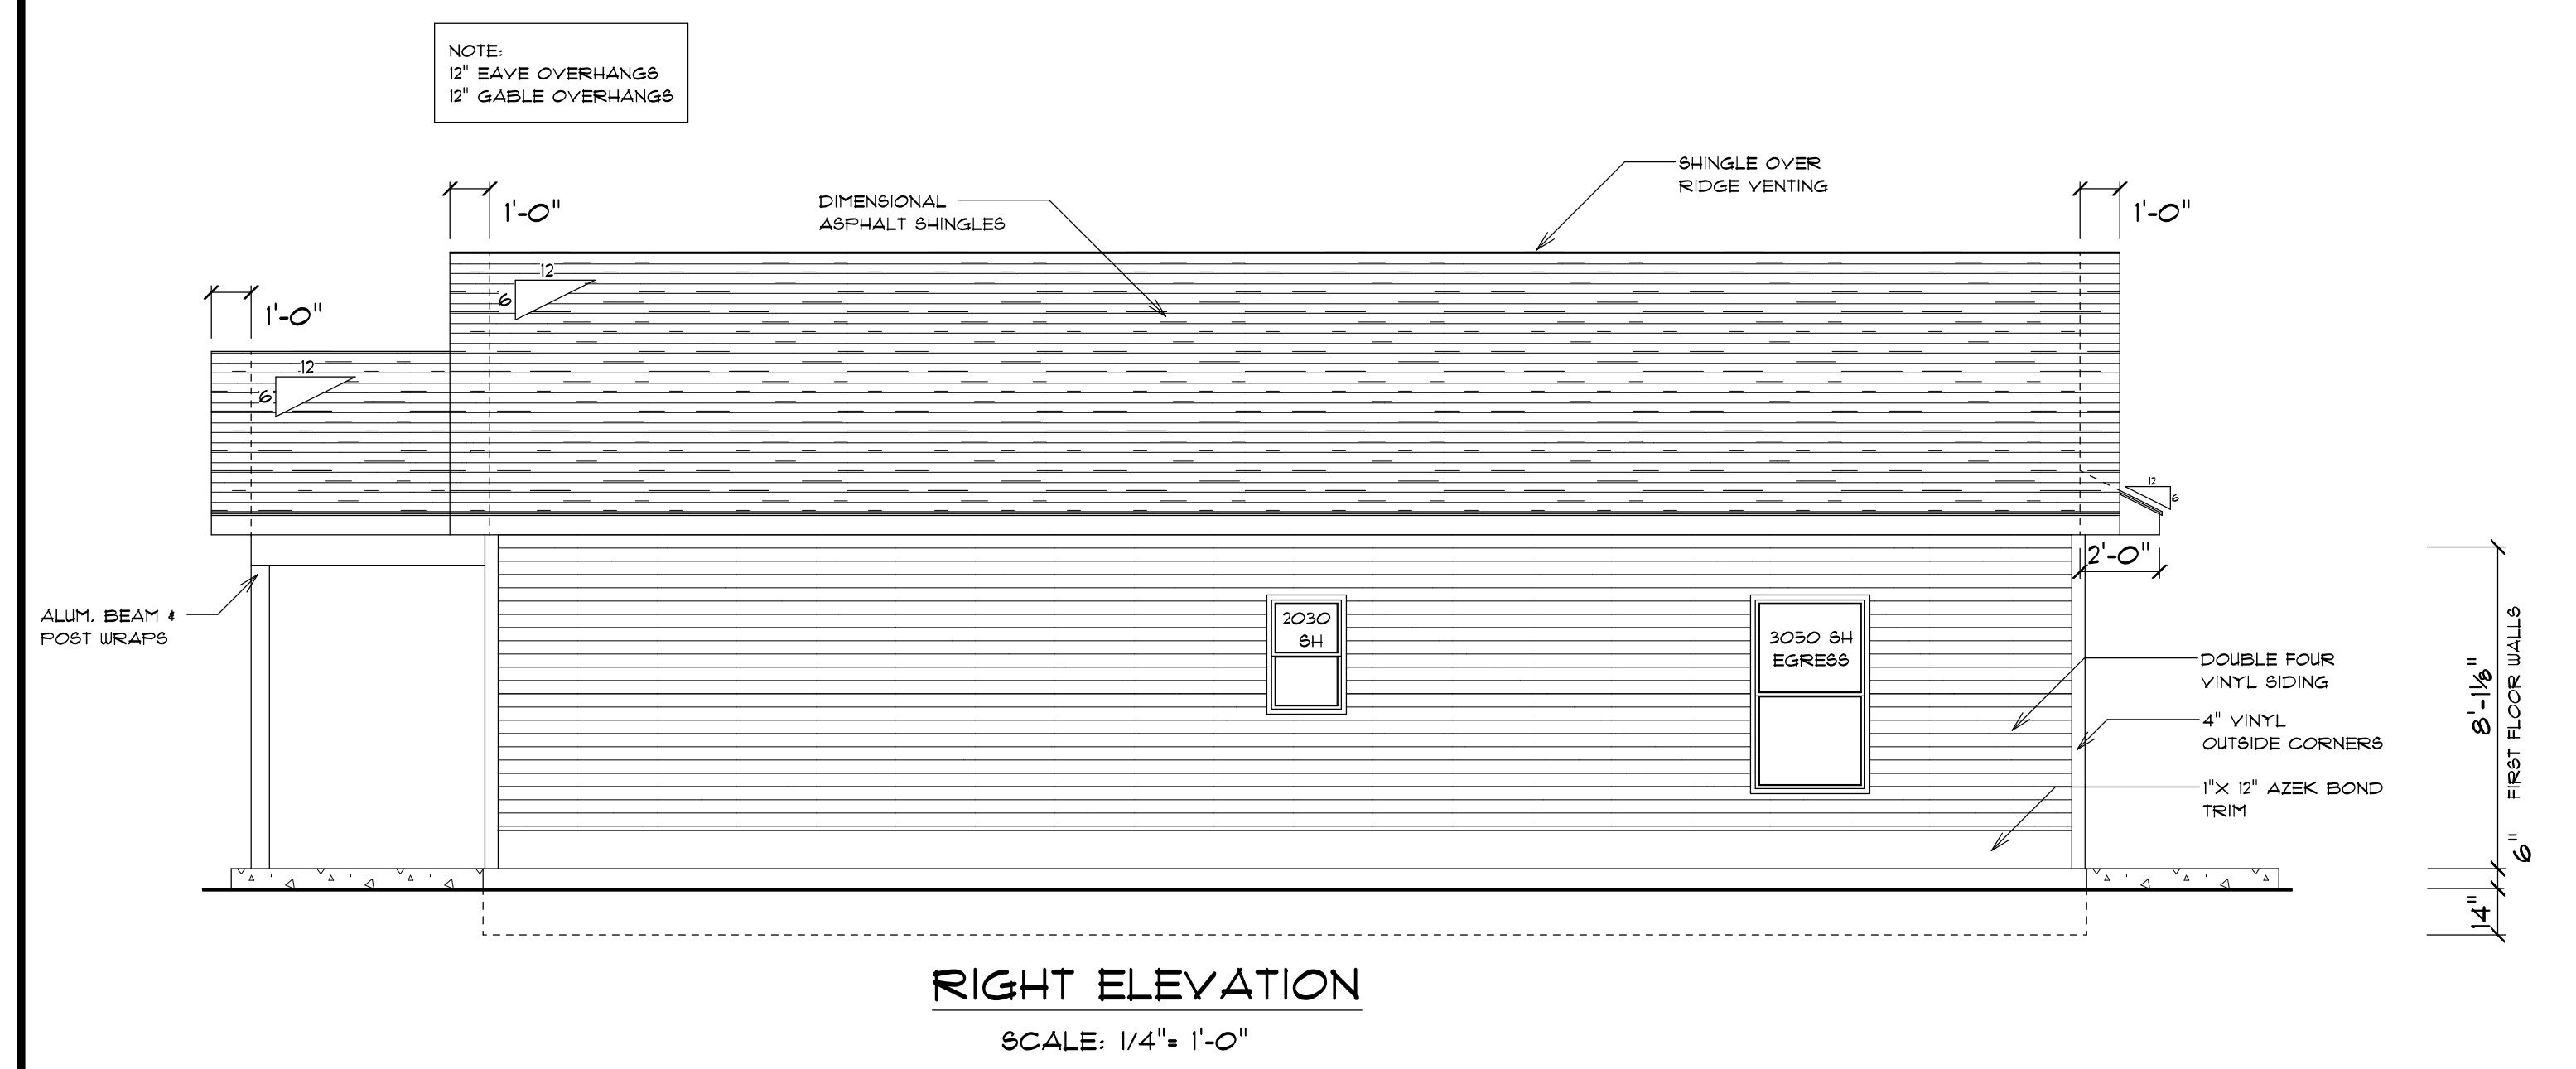 NOTE:
12" EAVE OVERHANGS
12" GABLE OVERHANGS
SHINGLE OVER
RIDGE VENTING
DIMENSIONAL
ASPHALT SHINGLES
1'-0"
1'-0"
1'-0"
12
6
12
6
12
6
2'-0"
ALUM. BEAM &
POST WRAPS
2030
SH
3050 SH
EGRESS
DOUBLE FOUR
VINYL SIDING
4" VINYL
OUTSIDE CORNERS
1"X 12" AZEK BOND
TRIM
8'-1⅛"
FIRST FLOOR WALLS
6"
14"
RIGHT ELEVATION
SCALE: 1/4"= 1'-0"